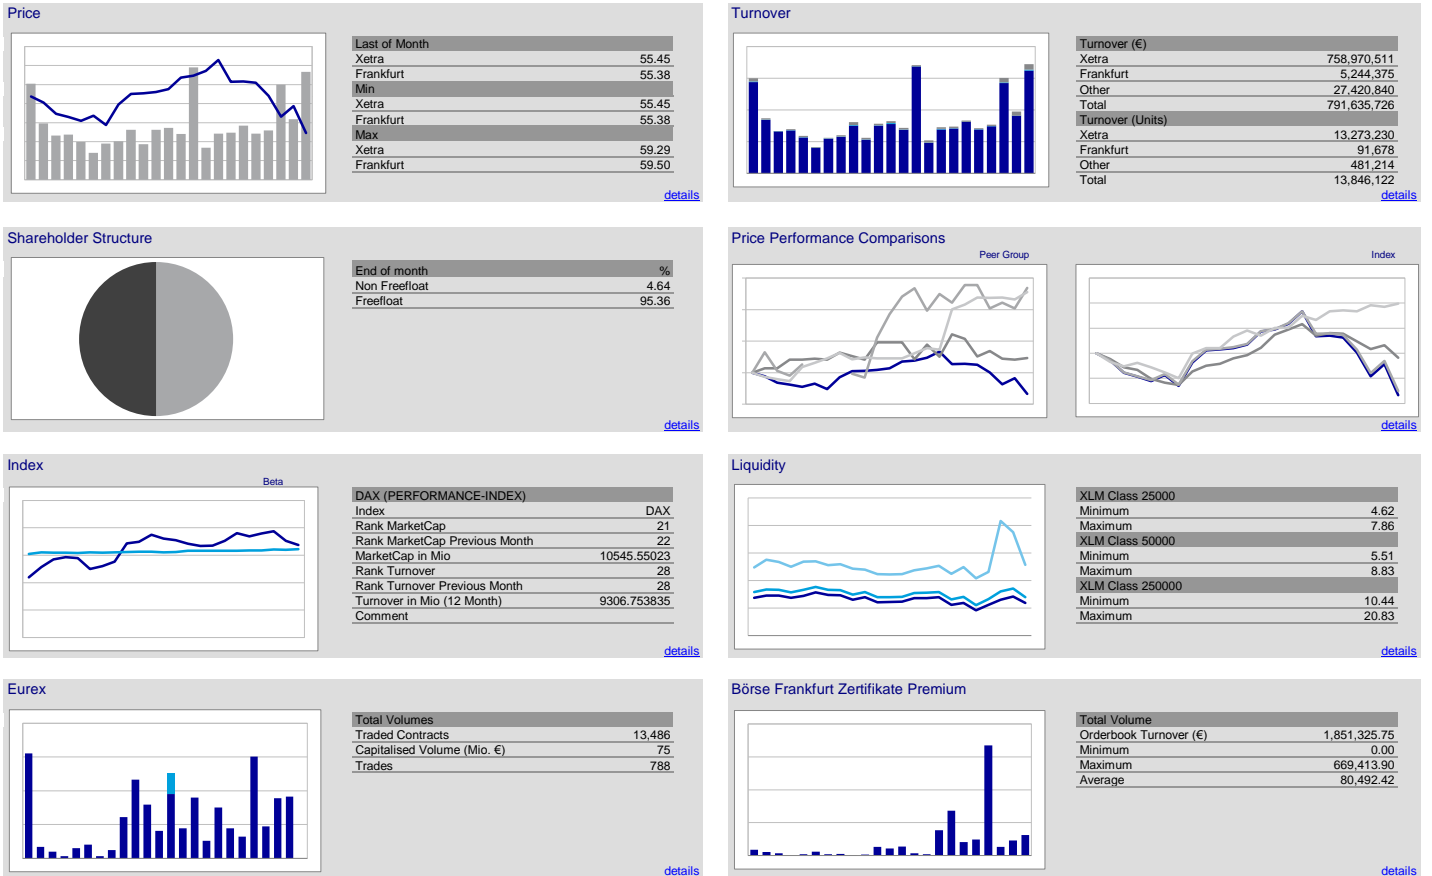 Price
Last of Month
Xetra 55.45
Frankfurt 55.38
Min
Xetra 55.45
Frankfurt 55.38
Max
Xetra 59.29
Frankfurt 59.50
details
Turnover
Turnover (€)
Xetra 758,970,511
Frankfurt 5,244,375
Other 27,420,840
Total 791,635,726
Turnover (Units)
Xetra 13,273,230
Frankfurt 91,678
Other 481,214
Total 13,846,122
details
Shareholder Structure
End of month %
Non Freefloat 4.64
Freefloat 95.36
details
Price Performance Comparisons
Peer Group
Index
details
Index
Beta
DAX (PERFORMANCE-INDEX)
Index DAX
Rank MarketCap 21
Rank MarketCap Previous Month 22
MarketCap in Mio 10545.55023
Rank Turnover 28
Rank Turnover Previous Month 28
Turnover in Mio (12 Month) 9306.753835
Comment
details
Liquidity
XLM Class 25000
Minimum 4.62
Maximum 7.86
XLM Class 50000
Minimum 5.51
Maximum 8.83
XLM Class 250000
Minimum 10.44
Maximum 20.83
details
Eurex
Total Volumes
Traded Contracts 13,486
Capitalised Volume (Mio. €) 75
Trades 788
details
Börse Frankfurt Zertifikate Premium
Total Volume
Orderbook Turnover (€) 1,851,325.75
Minimum 0.00
Maximum 669,413.90
Average 80,492.42
details